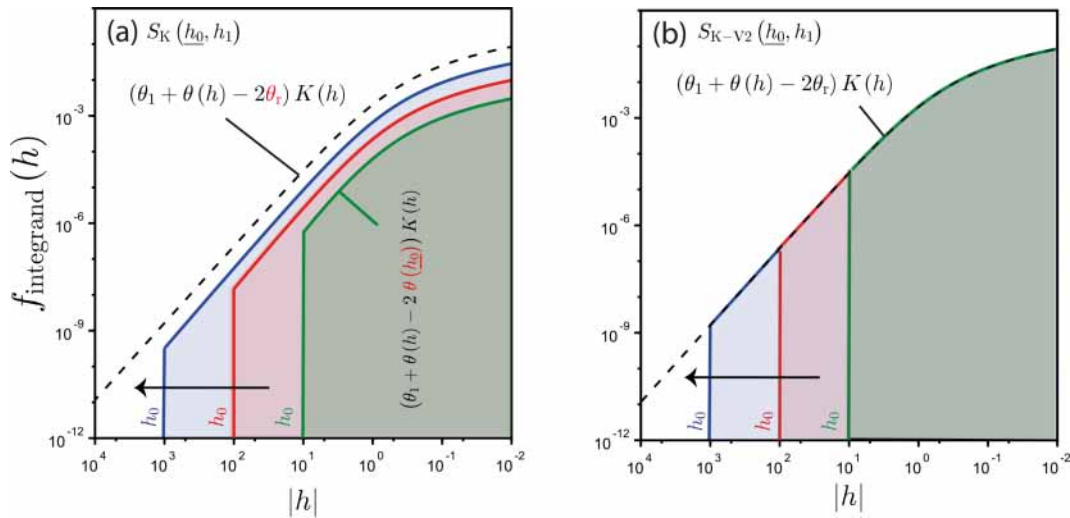 (a) S_K (h_0, h_1)
(θ_1 + θ (h) − 2θ_r) K (h)
f_integrand (h)
10^-3
10^-6
10^-9
10^-12
(θ_1 + θ (h) − 2 θ (h_0)) K (h)
h_0 h_0 h_0
10^4 10^3 10^2 10^1 10^0 10^-1 10^-2
|h|
(b) S_K−V2 (h_0, h_1)
(θ_1 + θ (h) − 2θ_r) K (h)
10^-3
10^-6
10^-9
10^-12
h_0 h_0 h_0
10^4 10^3 10^2 10^1 10^0 10^-1 10^-2
|h|